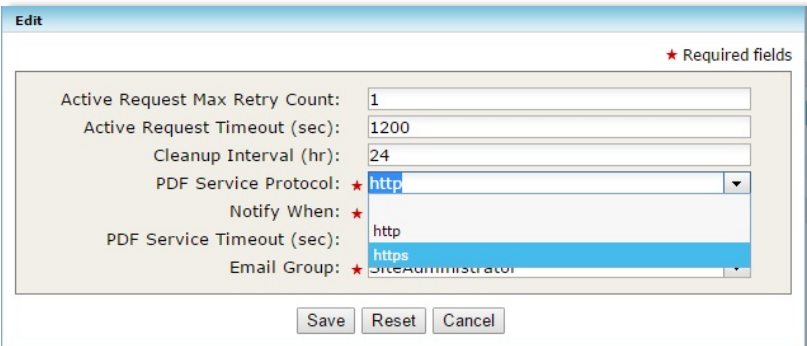 Edit
★ Required fields
Active Request Max Retry Count: 1
Active Request Timeout (sec): 1200
Cleanup Interval (hr): 24
PDF Service Protocol: ★ http
Notify When: ★
http
PDF Service Timeout (sec):
https
Email Group: ★ SiteAdministrator
Save Reset Cancel